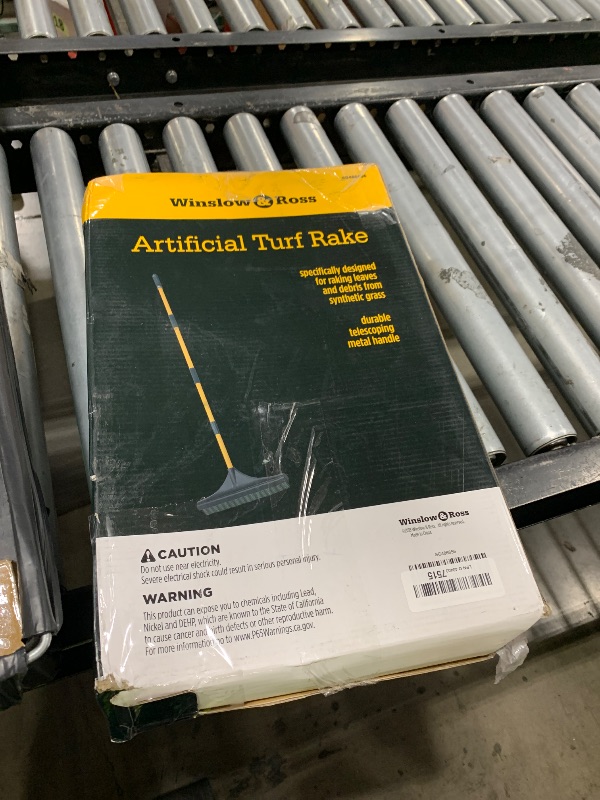 Winslow & Ross
Artificial Turf Rake
specifically designed
for raking leaves
and debris from
synthetic grass
durable
telescoping
metal handle
CAUTION
Do not use near electricity.
Severe electrical shock could result in serious personal injury.
WARNING
This product can expose you to chemicals including Lead,
Nickel and DEHP, which are known to the State of California
to cause cancer and birth defects or other reproductive harm.
For more information go to www.P65Warnings.ca.gov.
Winslow & Ross
Made in China
7515